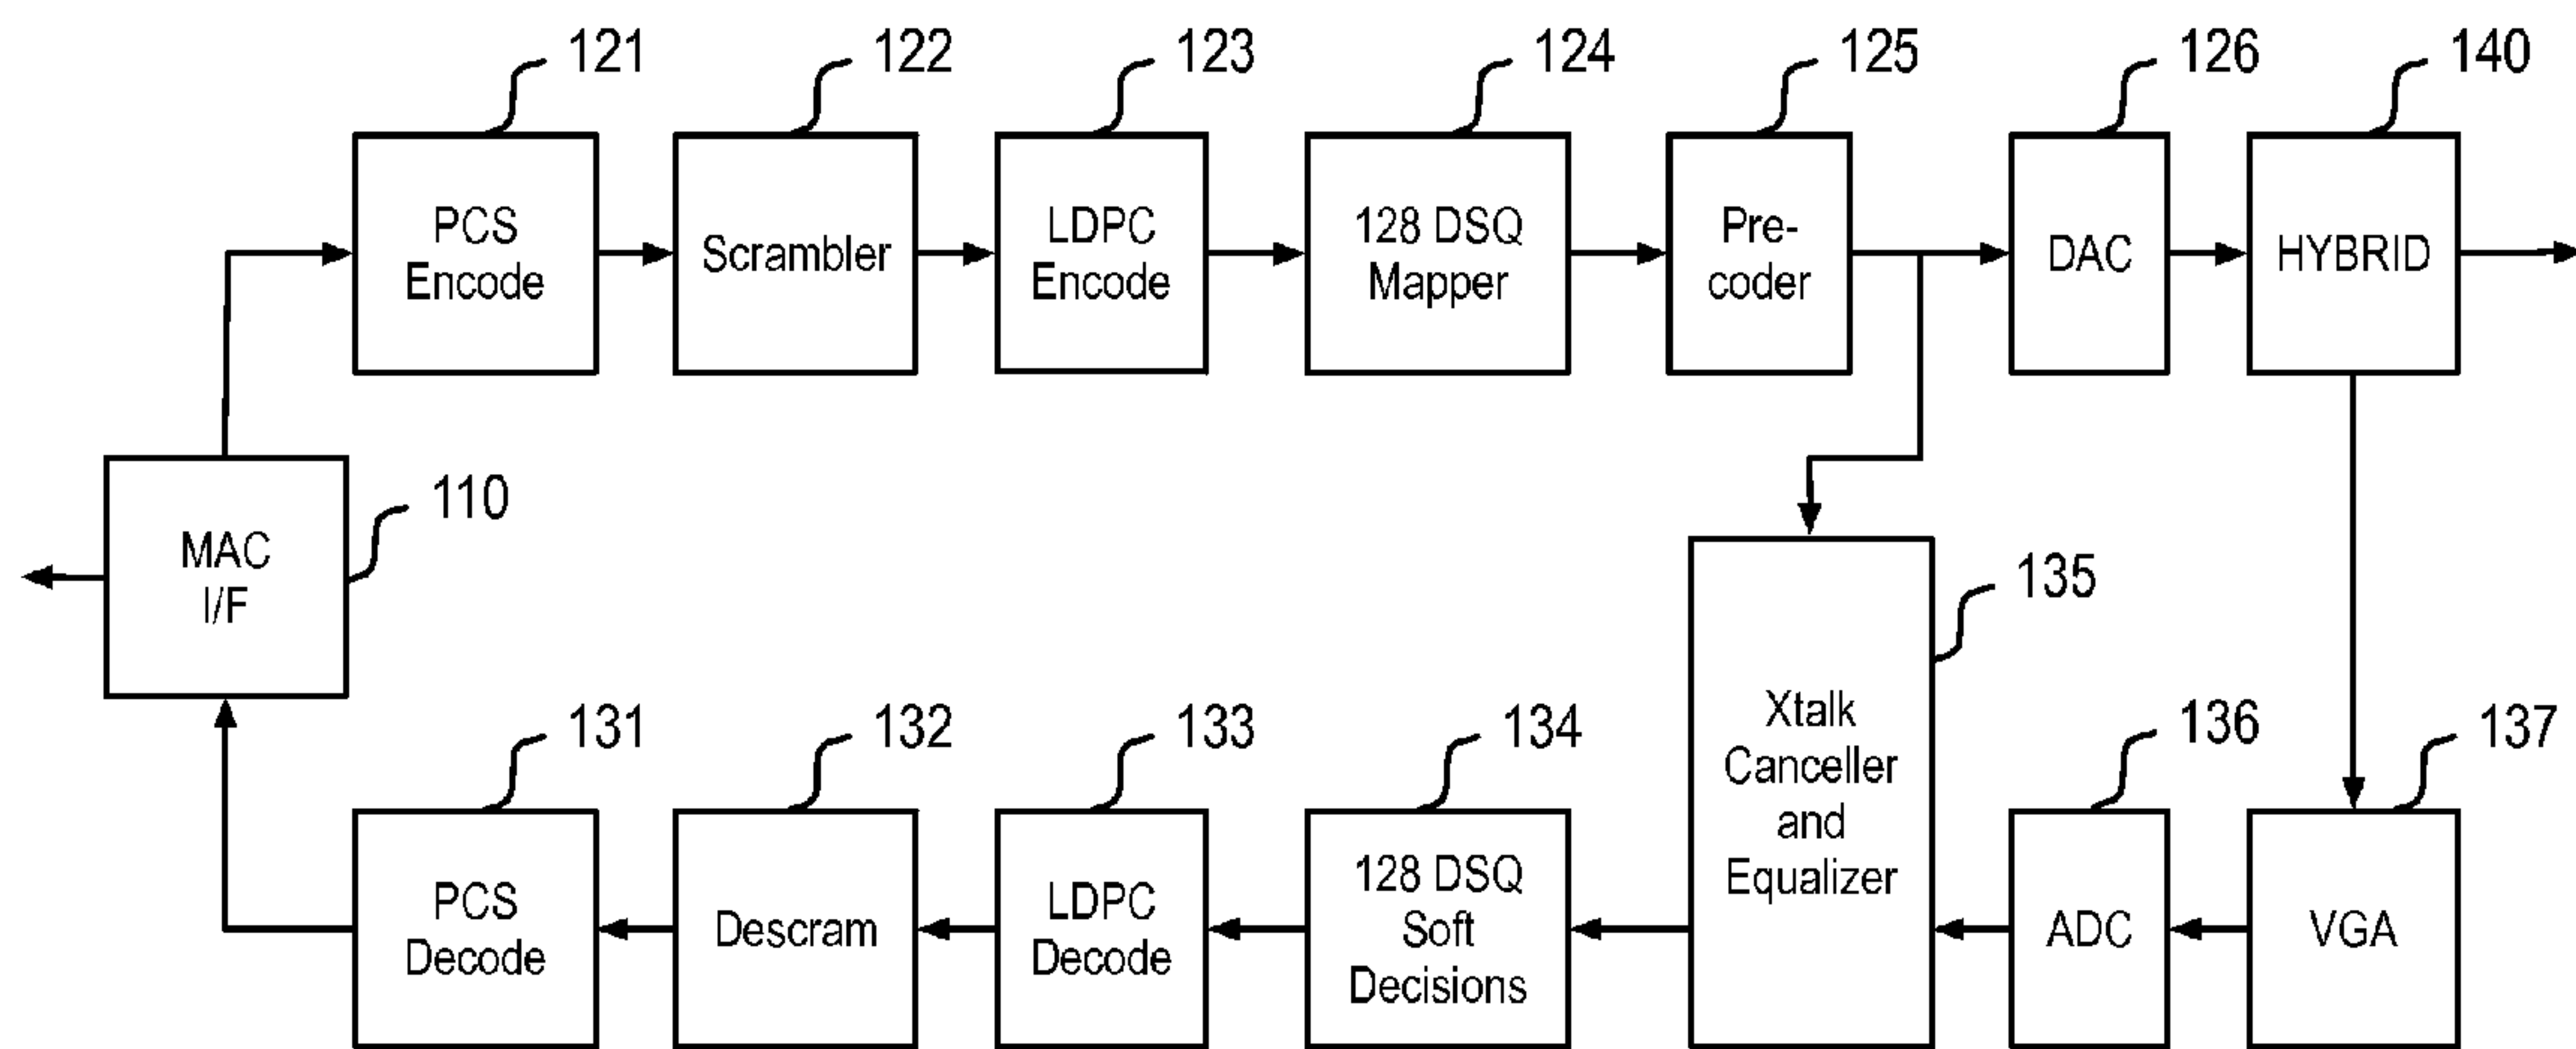 121
122
123
124
125
126
140
PCS
Encode
Scrambler
LDPC
Encode
128 DSQ
Mapper
Pre-
coder
DAC
HYBRID
110
MAC
I/F
135
Xtalk
Canceller
and
Equalizer
131
132
133
134
136
137
PCS
Decode
Descram
LDPC
Decode
128 DSQ
Soft
Decisions
ADC
VGA